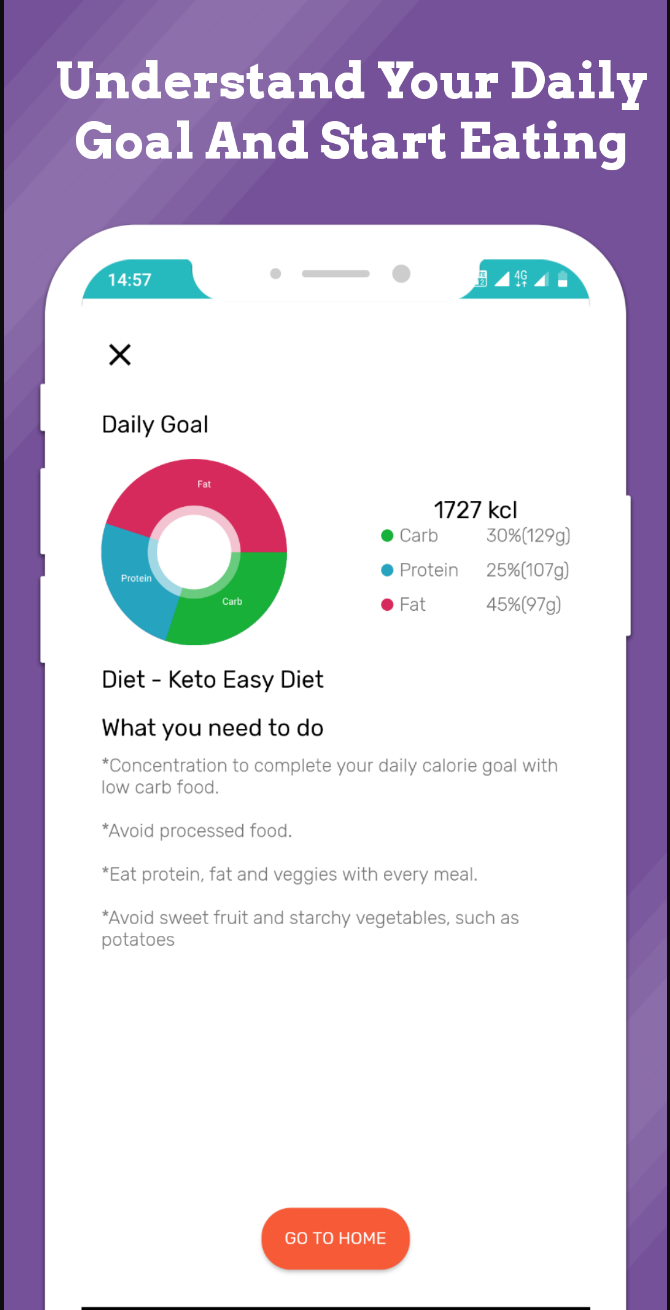 Understand Your Daily
Goal And Start Eating
14:57
4G
Daily Goal
Fat
Protein
Carb
1727 kcl
Carb 30%(129g)
Protein 25%(107g)
Fat 45%(97g)
Diet - Keto Easy Diet
What you need to do
*Concentration to complete your daily calorie goal with
low carb food.
*Avoid processed food.
*Eat protein, fat and veggies with every meal.
*Avoid sweet fruit and starchy vegetables, such as
potatoes
GO TO HOME